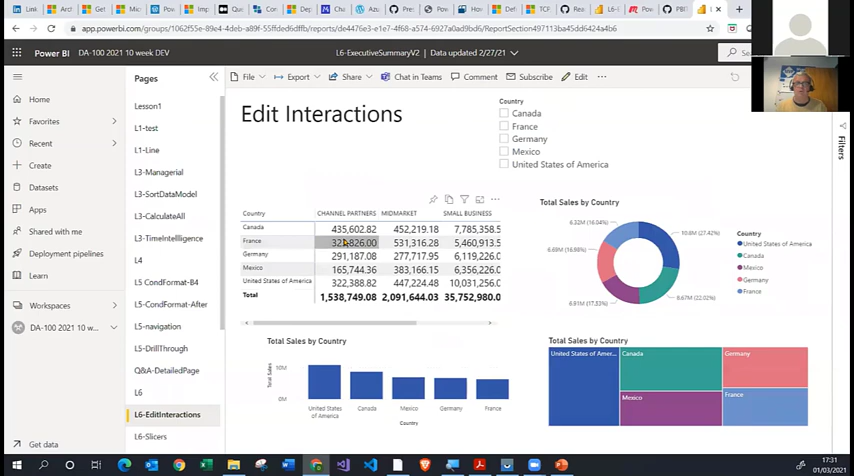 Link
app.powerbi.com/groups/1062f55e-89e4-4deb-a89f-55ffded6dffb/reports/de4476e3-e1e7-4f68-a574-6927a0ad9bd6/ReportSection497113ba45dd6424a4b6
Power BI DA-100 2021 10 week DEV
L6-ExecutiveSummaryV2 | Data updated 2/27/21
Home
Favorites
Recent
Create
Datasets
Apps
Shared with me
Deployment pipelines
Learn
Workspaces
DA-100 2021 10 w...
Get data
Pages
Lesson1
L1-test
L1-Line
L3-Managerial
L3-SortDataModel
L3-CalculateAll
L3-TimeIntelligence
L4
L5 CondFormat-B4
L5-CondFormat-After
L5-navigation
L5-DrillThrough
Q&A-DetailedPage
L6
L6-EditInteractions
L6-Slicers
File Export Share Chat in Teams Comment Subscribe Edit ...
Edit Interactions
Country
Canada
France
Germany
Mexico
United States of America
Filters
Country CHANNEL PARTNERS MIDMARKET SMALL BUSINESS
Canada 435,602.82 452,219.18 7,785,358.5
France 531,316.28 5,460,913.5
Germany 291,187.08 277,717.95 6,119,226.0
Mexico 165,744.36 383,166.15 6,356,226.0
United States of America 322,388.82 447,224.48 10,031,256.0
Total 1,538,749.08 2,091,644.03 35,752,980.0
Total Sales by Country
6.32M (16.04%)
10.8M (27.42%)
6.69M (16.98%)
6.91M (17.53%)
8.67M (22.02%)
Country
United States of America
Canada
Mexico
Germany
France
Total Sales by Country
Total Sales
10M
0M
United States of America
Canada
Mexico
Germany
France
Country
Total Sales by Country
United States of Amer...
Canada
Germany
Mexico
France
17:31
01/03/2021